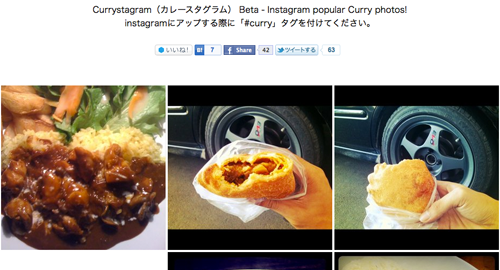 Currystagram（カレースタグラム） Beta - Instagram popular Curry photos!
instagramにアップする際に「#curry」タグを付けてください。
いいね! B! 7 Share 42 ツイートする 63